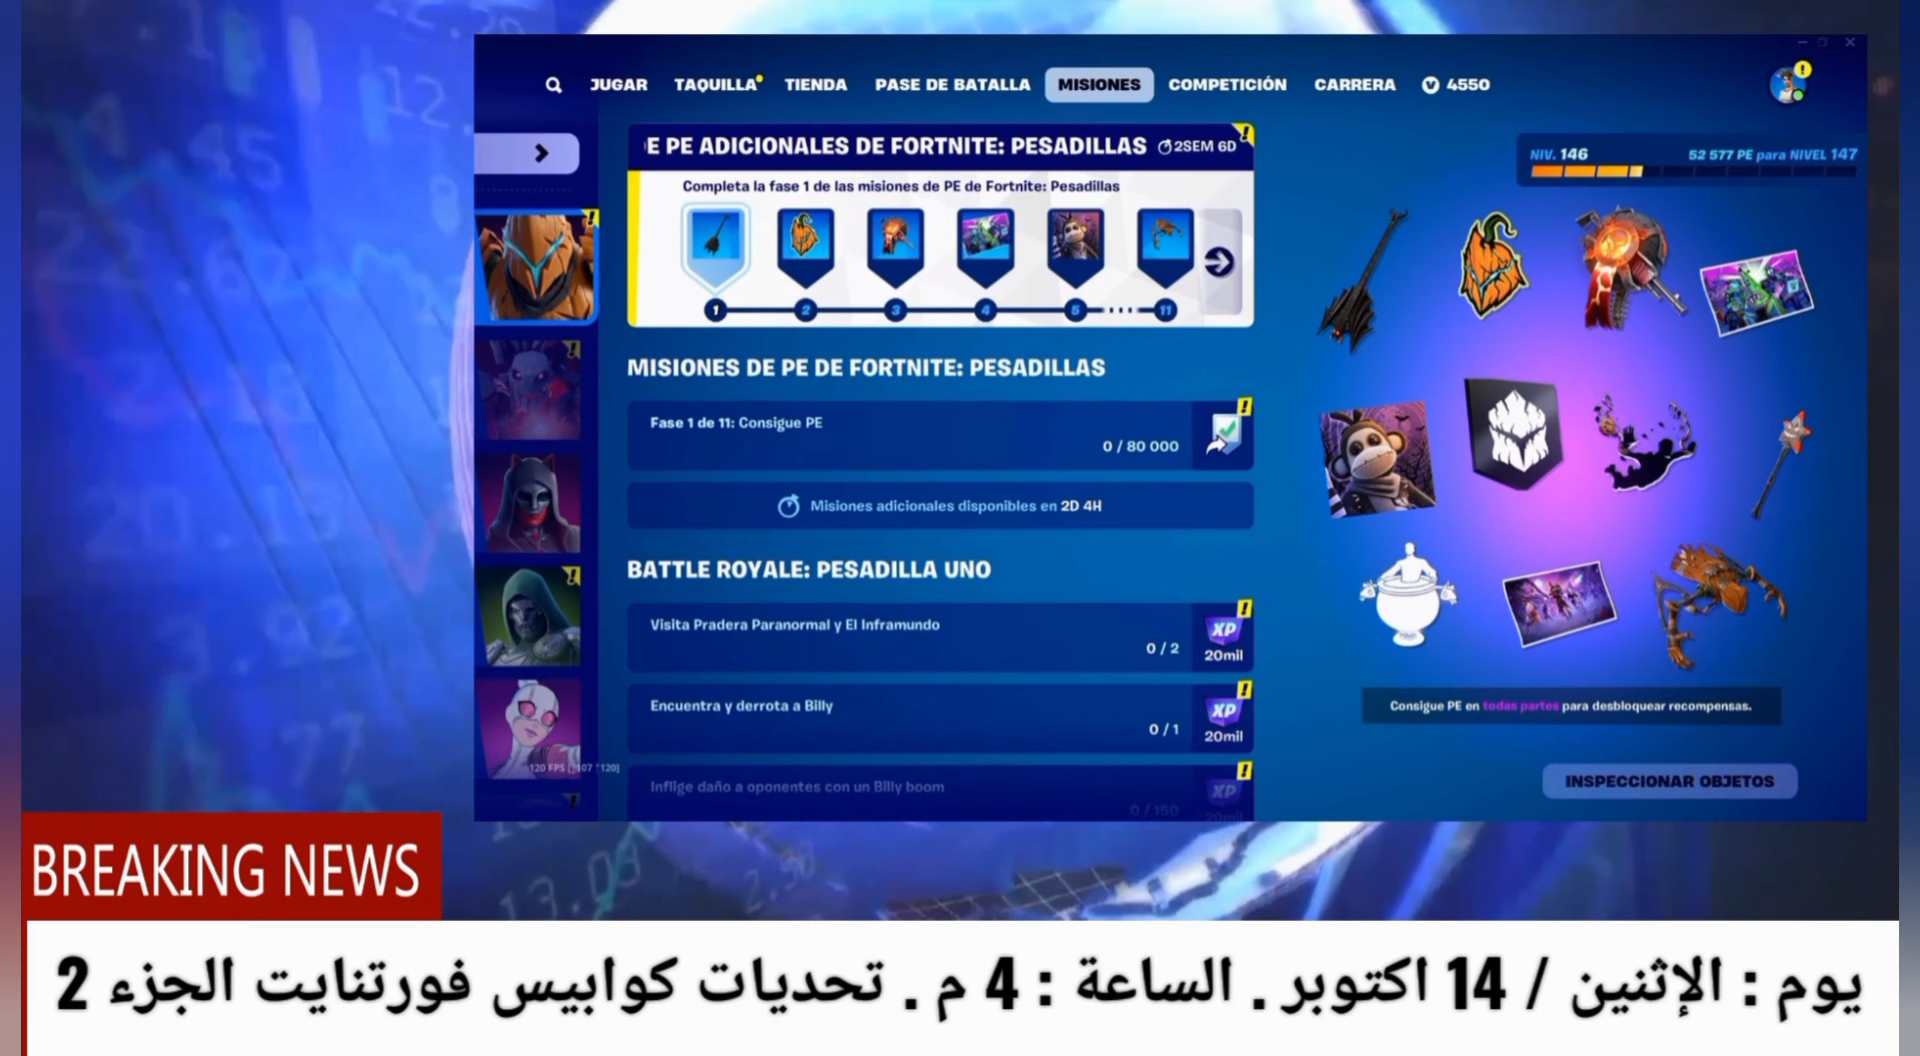 JUGAR TAQUILLA TIENDA PASE DE BATALLA MISIONES COMPETICIÓN CARRERA 4550
E PE ADICIONALES DE FORTNITE: PESADILLAS 2SEM 6D
Completa la fase 1 de las misiones de PE de Fortnite: Pesadillas
1 2 3 4 5 11
NIV. 146 52 577 PE para NIVEL 147
MISIONES DE PE DE FORTNITE: PESADILLAS
Fase 1 de 11: Consigue PE
0 / 80 000
Misiones adicionales disponibles en 2D 4H
BATTLE ROYALE: PESADILLA UNO
Visita Pradera Paranormal y El Inframundo
0 / 2
XP
20mil
Encuentra y derrota a Billy
0 / 1
XP
20mil
Inflige daño a oponentes con un Billy boom
0 / 150
XP
20mil
Consigue PE en todas partes para desbloquear recompensas.
INSPECCIONAR OBJETOS
BREAKING NEWS
يوم : الإثنين / 14 اكتوبر . الساعة : 4 م . تحديات كوابيس فورتنايت الجزء 2